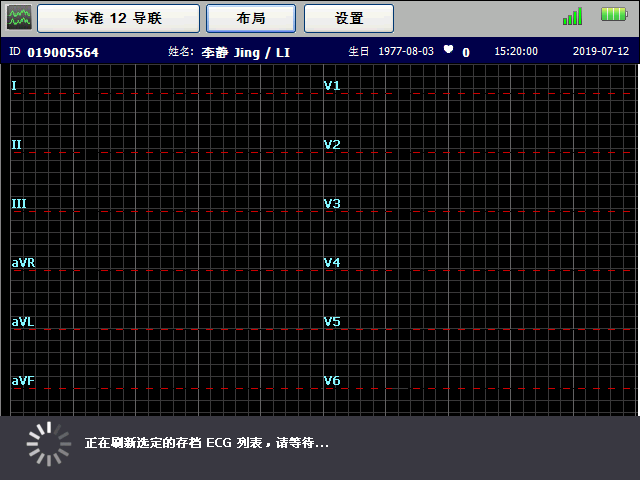 标准 12 导联 布局 设置
ID 019005564 姓名: 李静 Jing / LI 生日 1977-08-03 0 15:20:00 2019-07-12
I V1
II V2
III V3
aVR V4
aVL V5
aVF V6
正在刷新选定的存档 ECG 列表，请等待...